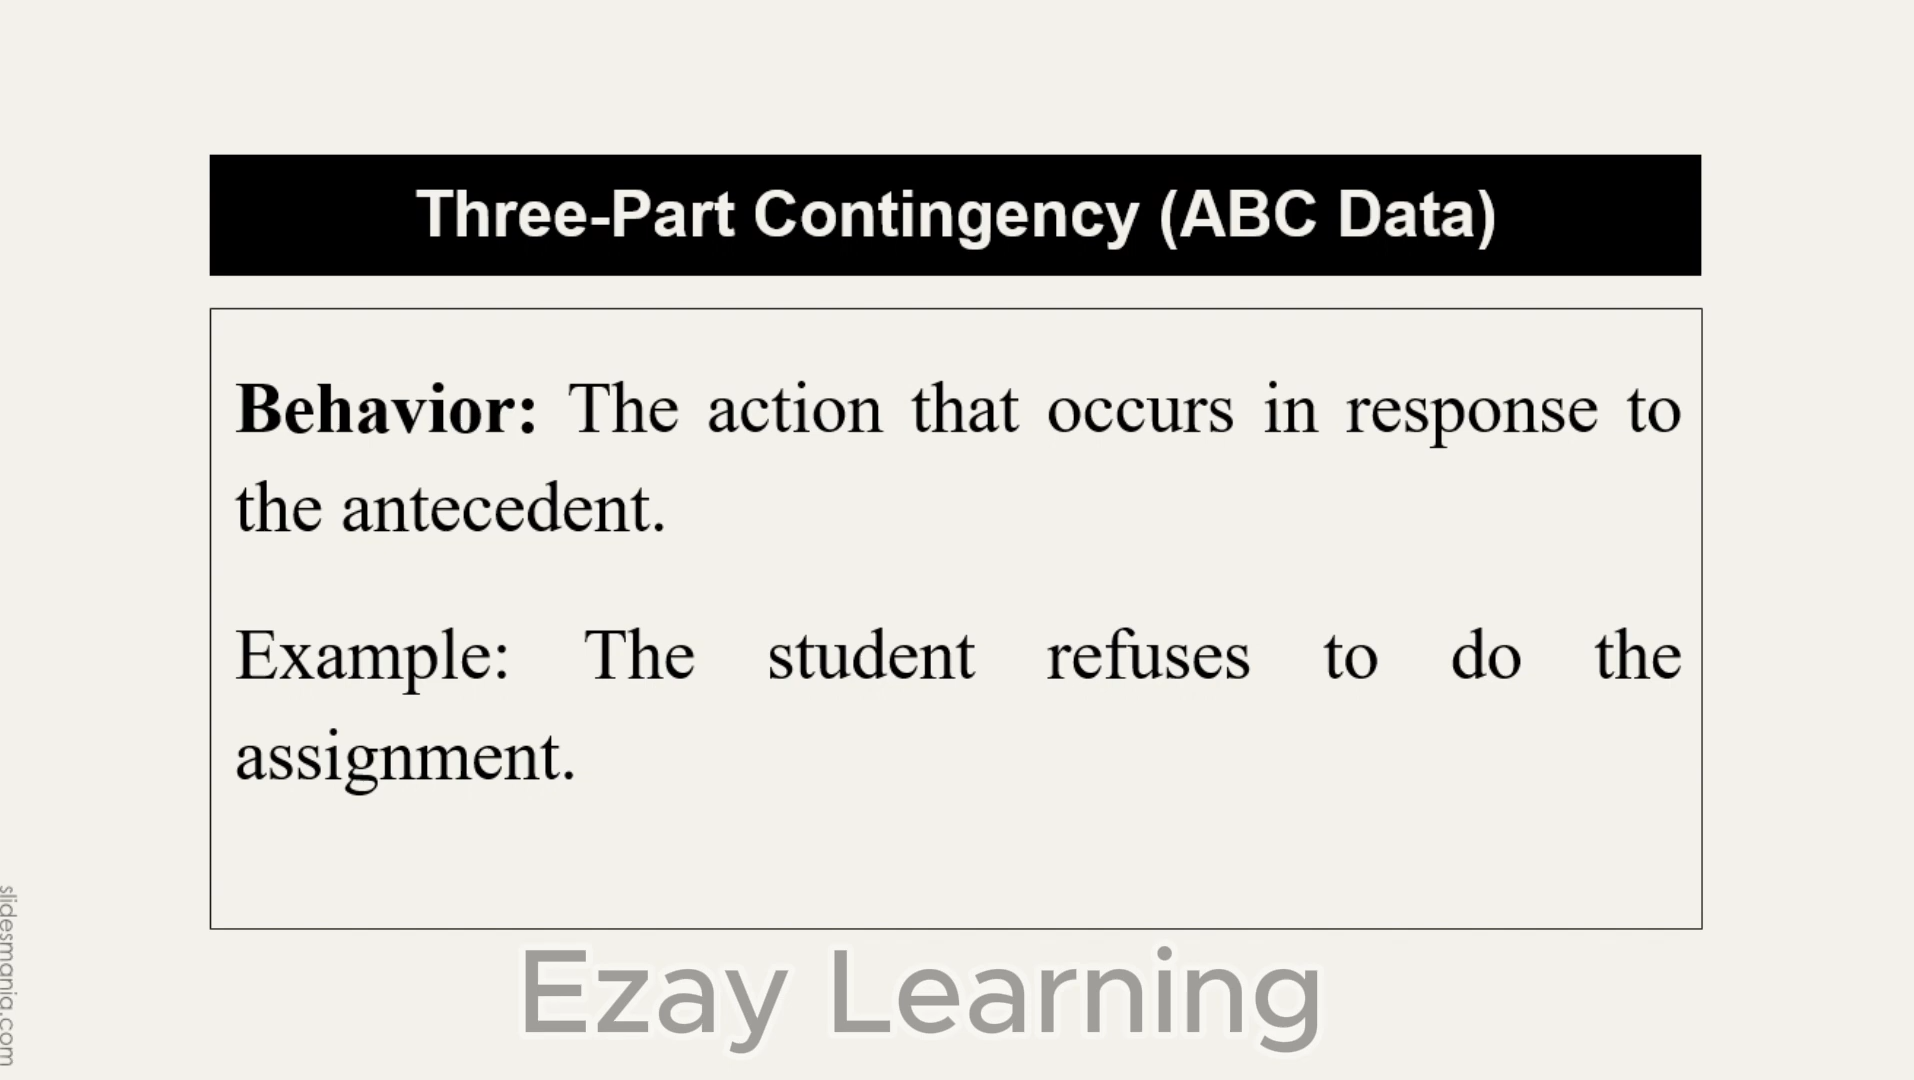 Three-Part Contingency (ABC Data)
Behavior: The action that occurs in response to
the antecedent.
Example: The student refuses to do the
assignment.
Ezay Learning
slidesmania.com